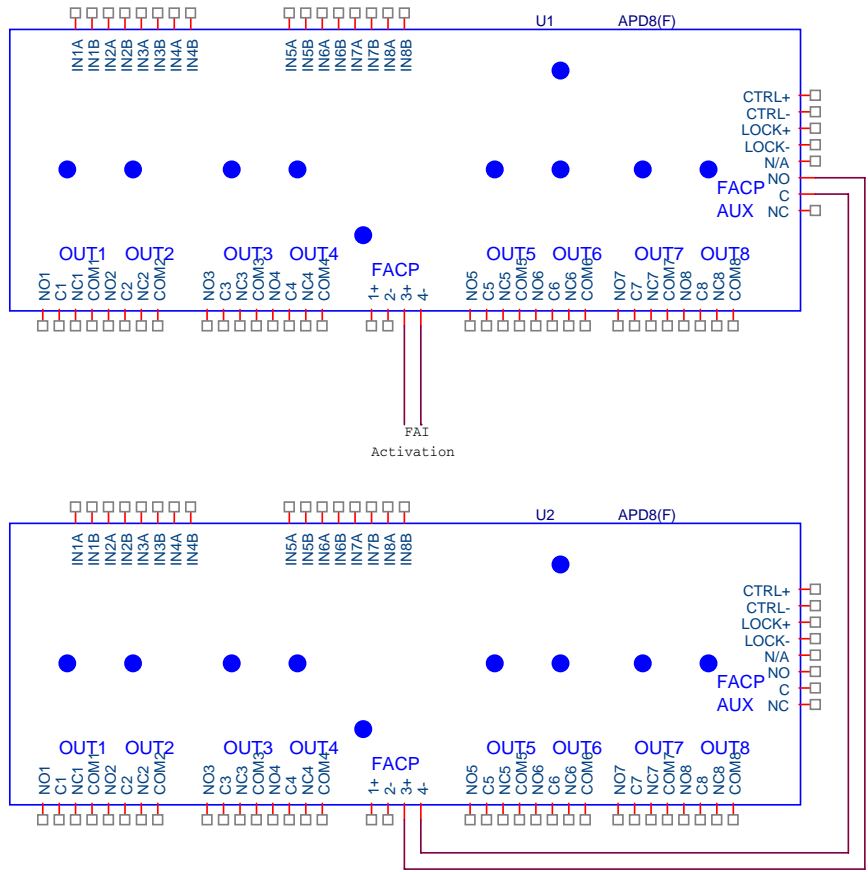 U1 APD8(F)
IN1A IN1B IN2A IN2B IN3A IN3B IN4A IN4B IN5A IN5B IN6A IN6B IN7A IN7B IN8A IN8B
CTRL+
CTRL-
LOCK+
LOCK-
N/A
NO
FACP C
AUX NC
OUT1 OUT2 OUT3 OUT4 OUT5 OUT6 OUT7 OUT8
FACP
NO1 C1 NC1 COM1 NO2 C2 NC2 COM2 NO3 C3 NC3 COM3 NO4 C4 NC4 COM4 1+ 2- 3+ 4- NO5 C5 NC5 COM5 NO6 C6 NC6 COM6 NO7 C7 NC7 COM7 NO8 C8 NC8 COM8
FAI
Activation
U2 APD8(F)
IN1A IN1B IN2A IN2B IN3A IN3B IN4A IN4B IN5A IN5B IN6A IN6B IN7A IN7B IN8A IN8B
CTRL+
CTRL-
LOCK+
LOCK-
N/A
NO
FACP C
AUX NC
OUT1 OUT2 OUT3 OUT4 OUT5 OUT6 OUT7 OUT8
FACP
NO1 C1 NC1 COM1 NO2 C2 NC2 COM2 NO3 C3 NC3 COM3 NO4 C4 NC4 COM4 1+ 2- 3+ 4- NO5 C5 NC5 COM5 NO6 C6 NC6 COM6 NO7 C7 NC7 COM7 NO8 C8 NC8 COM8